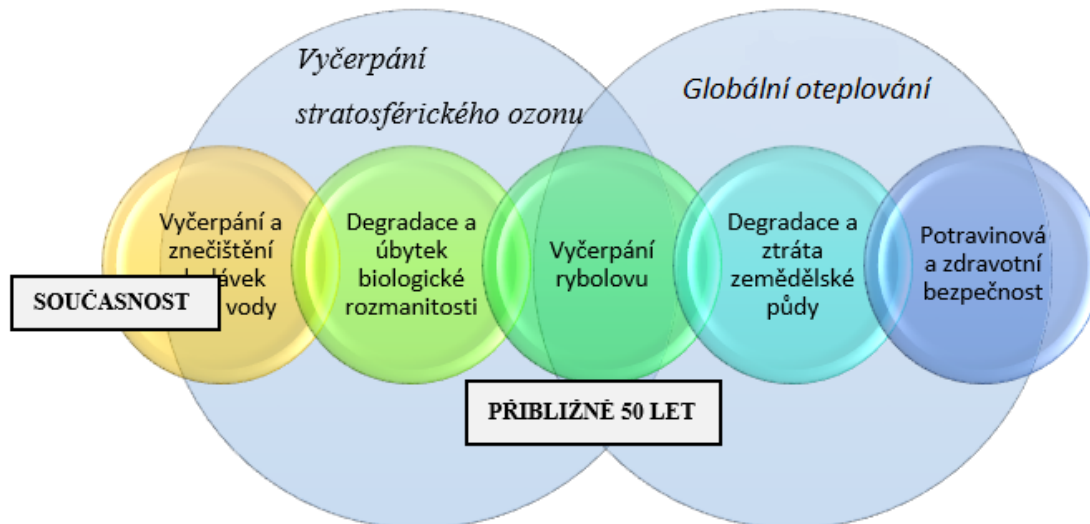 Vyčerpání
stratosférického ozonu
Globální oteplování
Vyčerpání a
znečištění
vody
SOUČASNOST
Degradace a
úbytek
biologické
rozmanitosti
Vyčerpání
rybolovu
Degradace a
ztráta
zemědělské
půdy
Potravinová
a zdravotní
bezpečnost
PŘIBLIŽNĚ 50 LET